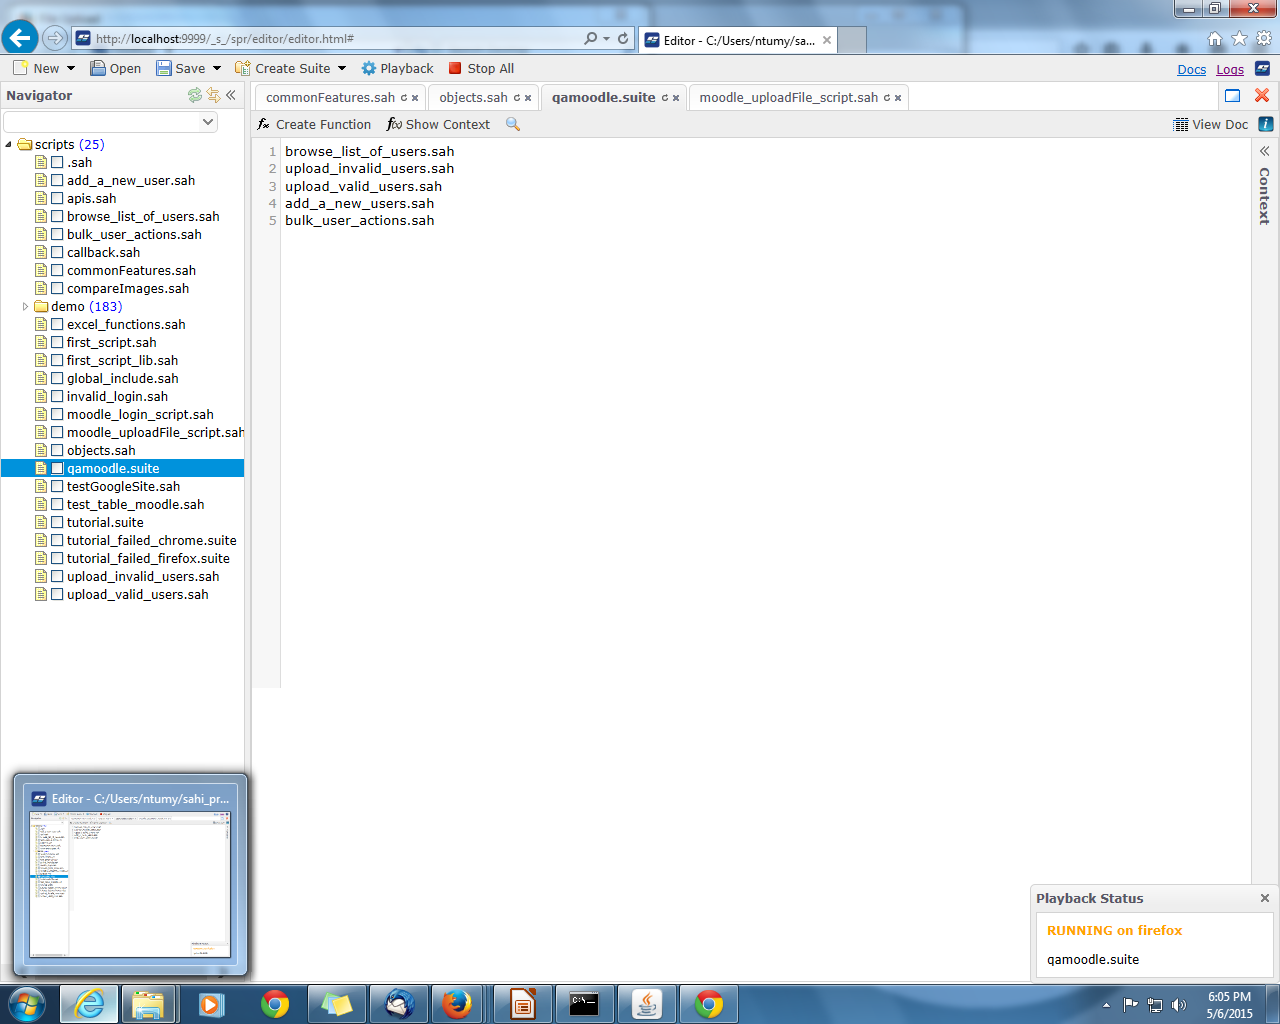 http://localhost:9999/_s_/spr/editor/editor.html#
Editor - C:/Users/ntumy/sa...
New
Open
Save
Create Suite
Playback
Stop All
Docs
Logs
Navigator
commonFeatures.sah
objects.sah
qamoodle.suite
moodle_uploadFile_script.sah
Create Function
Show Context
View Doc
scripts (25)
.sah
add_a_new_user.sah
apis.sah
browse_list_of_users.sah
bulk_user_actions.sah
callback.sah
commonFeatures.sah
compareImages.sah
demo (183)
excel_functions.sah
first_script.sah
first_script_lib.sah
global_include.sah
invalid_login.sah
moodle_login_script.sah
moodle_uploadFile_script.sah
objects.sah
qamoodle.suite
testGoogleSite.sah
test_table_moodle.sah
tutorial.suite
tutorial_failed_chrome.suite
tutorial_failed_firefox.suite
upload_invalid_users.sah
upload_valid_users.sah
1 browse_list_of_users.sah
2 upload_invalid_users.sah
3 upload_valid_users.sah
4 add_a_new_users.sah
5 bulk_user_actions.sah
Context
Editor - C:/Users/ntumy/sahi_pr...
Playback Status
RUNNING on firefox
qamoodle.suite
6:05 PM
5/6/2015